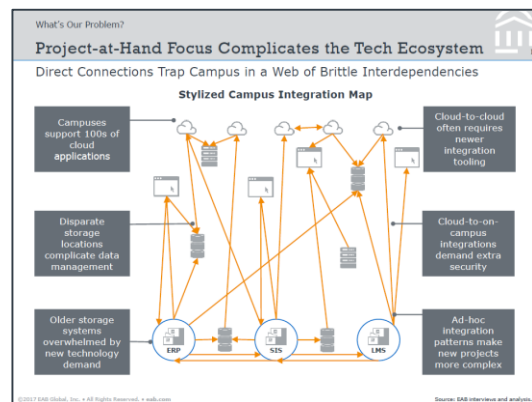 What's Our Problem?
Project-at-Hand Focus Complicates the Tech Ecosystem
Direct Connections Trap Campus in a Web of Brittle Interdependencies
Stylized Campus Integration Map
Campuses
support 100s of
cloud
applications
Cloud-to-cloud
often requires
newer
integration
tooling
Disparate
storage
locations
complicate data
management
Cloud-to-on-
campus
integrations
demand extra
security
Older storage
systems
overwhelmed by
new technology
demand
ERP
SIS
LMS
Ad-hoc
integration
patterns make
new projects
more complex
©2017 EAB Global, Inc. • All Rights Reserved. • eab.com
Source: EAB interviews and analysis.